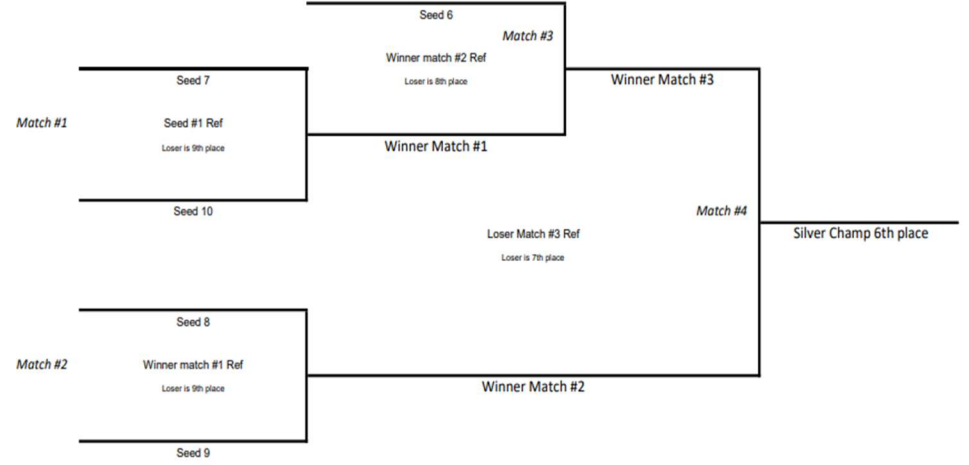 Seed 6
Match #3
Winner match #2 Ref
Loser is 8th place
Seed 7
Winner Match #3
Match #1
Seed #1 Ref
Loser is 9th place
Winner Match #1
Seed 10
Match #4
Loser Match #3 Ref
Loser is 7th place
Silver Champ 6th place
Seed 8
Match #2
Winner match #1 Ref
Loser is 9th place
Winner Match #2
Seed 9